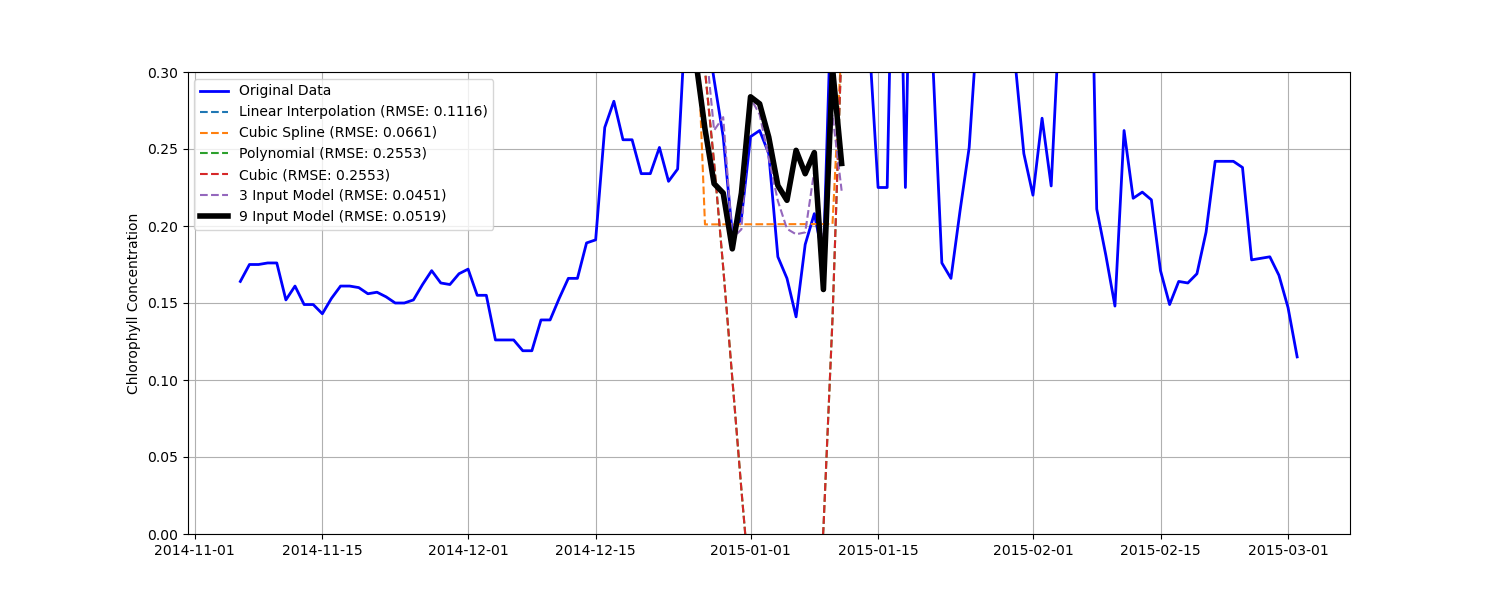 0.30
0.25
0.20
0.15
0.10
0.05
0.00
Chlorophyll Concentration
Original Data
Linear Interpolation (RMSE: 0.1116)
Cubic Spline (RMSE: 0.0661)
Polynomial (RMSE: 0.2553)
Cubic (RMSE: 0.2553)
3 Input Model (RMSE: 0.0451)
9 Input Model (RMSE: 0.0519)
2014-11-01 2014-11-15 2014-12-01 2014-12-15 2015-01-01 2015-01-15 2015-02-01 2015-02-15 2015-03-01